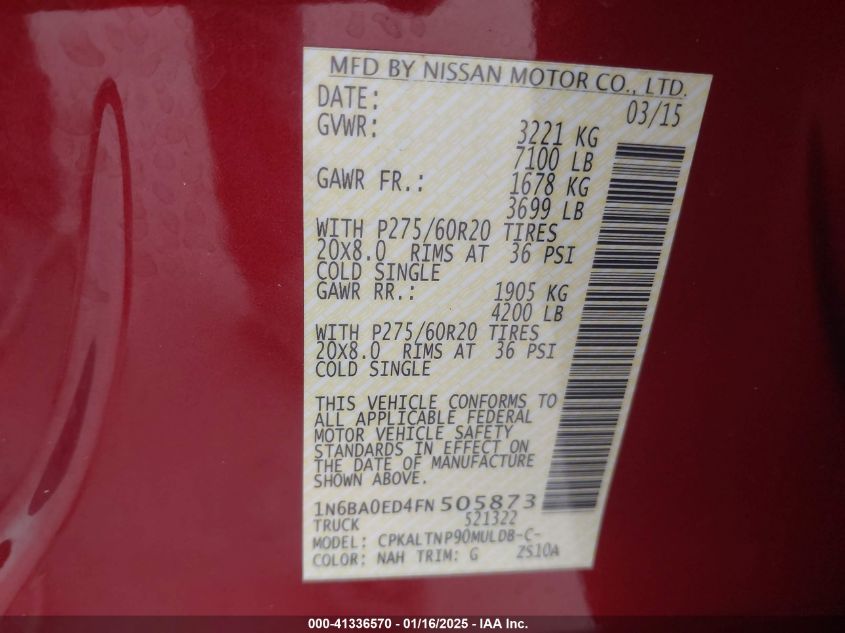 MFD BY NISSAN MOTOR CO., LTD.
DATE: 03/15
GVWR: 3221 KG
7100 LB
GAWR FR.: 1678 KG
3699 LB
WITH P275/60R20 TIRES
20X8.0 RIMS AT 36 PSI
COLD SINGLE
GAWR RR.: 1905 KG
4200 LB
WITH P275/60R20 TIRES
20X8.0 RIMS AT 36 PSI
COLD SINGLE
THIS VEHICLE CONFORMS TO
ALL APPLICABLE FEDERAL
MOTOR VEHICLE SAFETY
STANDARDS IN EFFECT ON
THE DATE OF MANUFACTURE
SHOWN ABOVE.
1N6BA0ED4FN505873
TRUCK 521322
MODEL: CPKALTNP90MULDB-C-
COLOR: NAH TRIM: G ZS10A
000-41336570 - 01/16/2025 - IAA Inc.